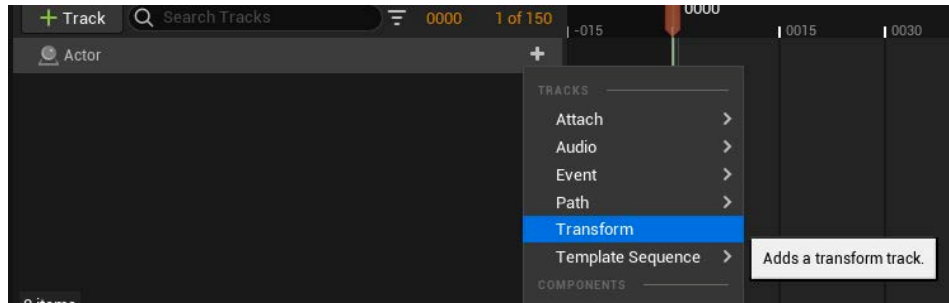 + Track Search Tracks 0000 1 of 150
0000
-015 0015 0030
Actor +
TRACKS
Attach
Audio
Event
Path
Transform
Template Sequence
Adds a transform track.
COMPONENTS
items